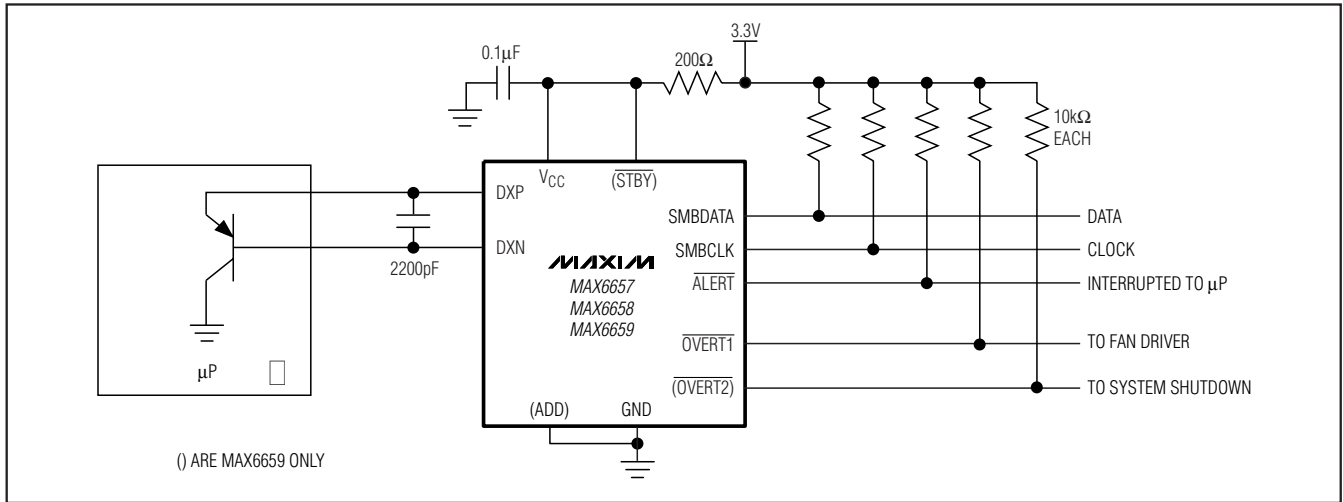 3.3V
0.1μF
200Ω
10kΩ
EACH
VCC
(STBY)
DXP
DXN
2200pF
SMBDATA
DATA
SMBCLK
CLOCK
MAXIM
MAX6657
MAX6658
MAX6659
ALERT
INTERRUPTED TO μP
OVERT1
TO FAN DRIVER
(OVERT2)
TO SYSTEM SHUTDOWN
μP
(ADD)
GND
() ARE MAX6659 ONLY